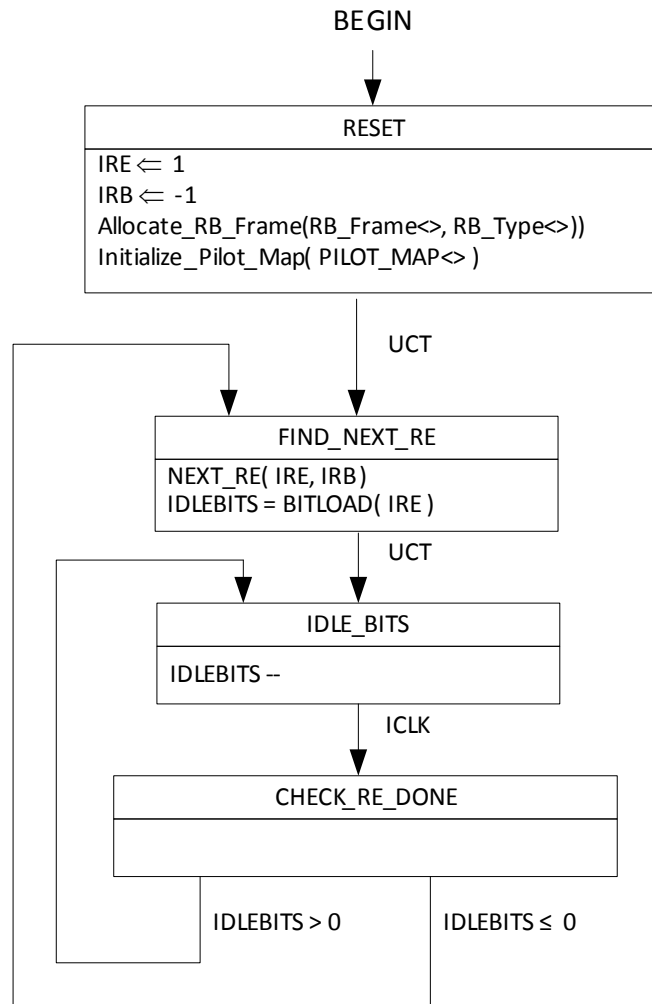 BEGIN
RESET
IRE ⇐ 1
IRB ⇐ -1
Allocate_RB_Frame(RB_Frame<>, RB_Type<>))
Initialize_Pilot_Map( PILOT_MAP<> )
UCT
FIND_NEXT_RE
NEXT_RE( IRE, IRB )
IDLEBITS = BITLOAD( IRE )
UCT
IDLE_BITS
IDLEBITS --
ICLK
CHECK_RE_DONE
IDLEBITS > 0
IDLEBITS ≤ 0